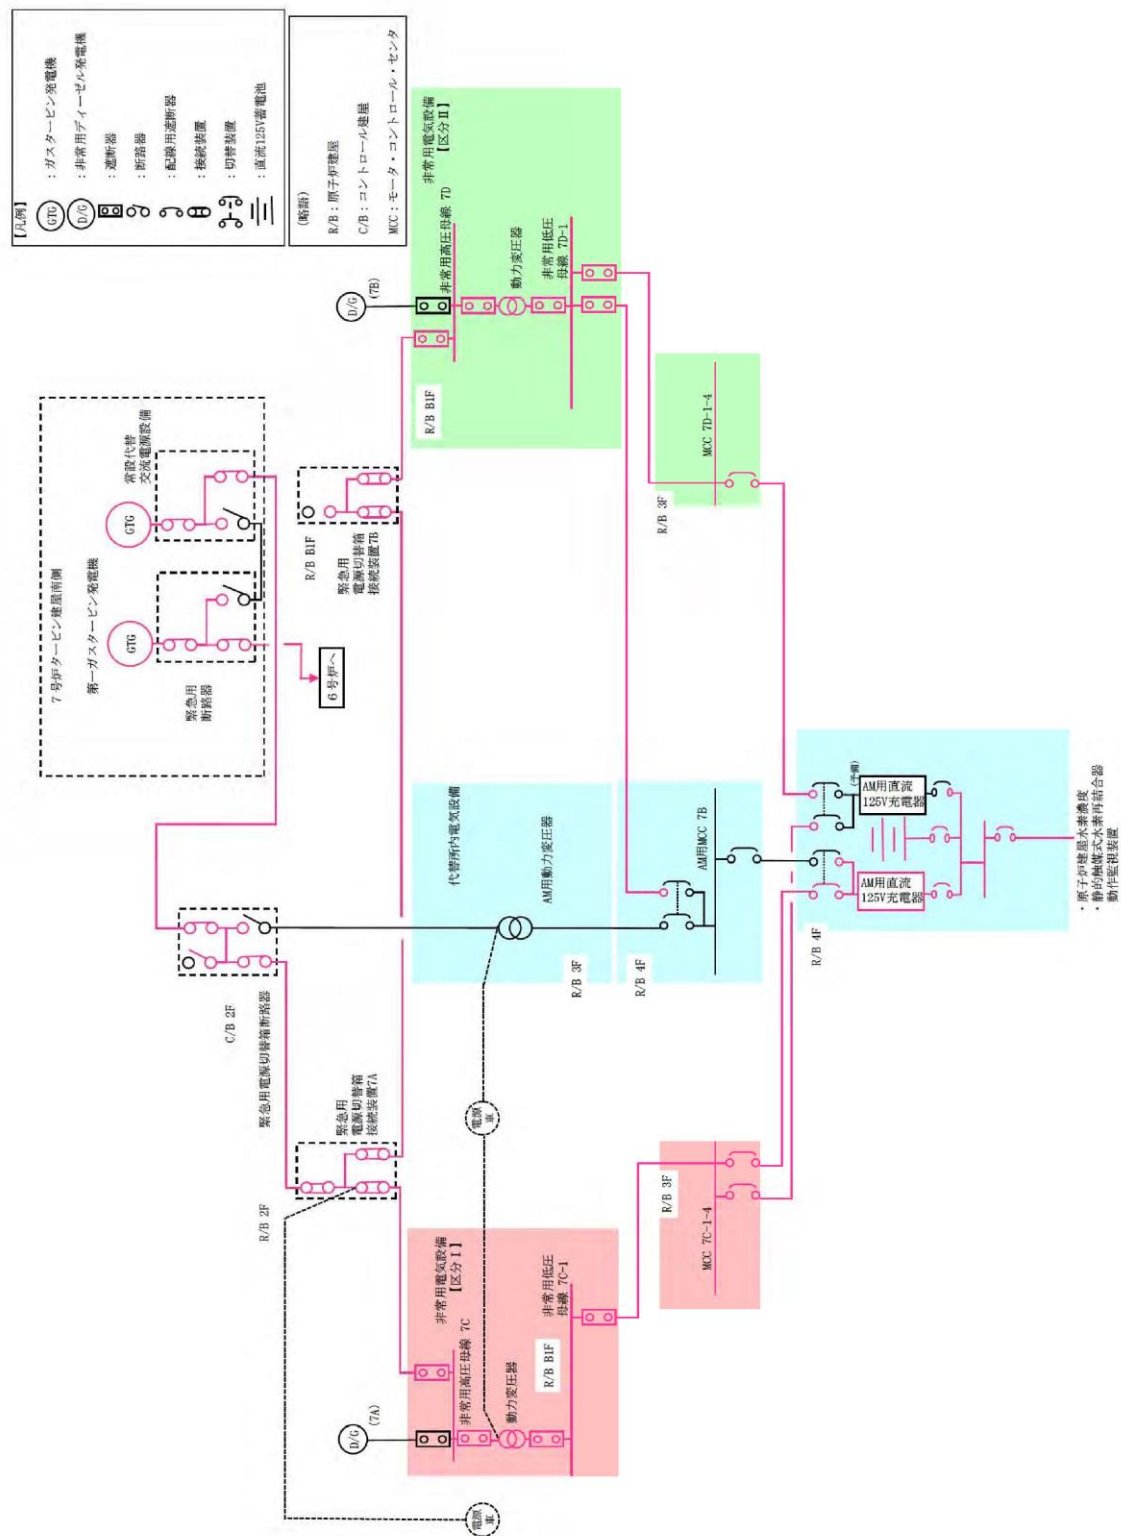 【凡例】
GTG ：ガスタービン発電機
D/G ：非常用ディーゼル発電機
：遮断器
：断路器
：配線用遮断器
：接続装置
：切替装置
：直流125V蓄電池
(略語)
R/B：原子炉建屋
C/B：コントロール建屋
MCC：モータ・コントロール・センタ
7号炉タービン建屋南側
第一ガスタービン発電機
常設代替
交流電源設備
GTG
GTG
緊急用
断路器
6号炉へ
C/B 2F
緊急用電源切替箱断路器
R/B 2F
緊急用
電源切替箱
接続装置7A
R/B B1F
緊急用
電源切替箱
接続装置7B
電源
車
電源
車
D/G
(7A)
非常用電気設備
【区分Ⅰ】
非常用高圧母線 7C
動力変圧器
非常用低圧
母線 7C-1
R/B B1F
代替所内電気設備
AM用動力変圧器
R/B 3F
R/B 4F
AM用MCC 7B
D/G
(7B)
非常用電気設備
【区分Ⅱ】
非常用高圧母線 7D
動力変圧器
非常用低圧
母線 7D-1
R/B B1F
R/B 3F
MCC 7C-1-4
R/B 3F
MCC 7D-1-4
R/B 4F
AM用直流
125V充電器
(予備)
AM用直流
125V充電器
・原子炉建屋水素濃度
・静的触媒式水素再結合器
動作監視装置